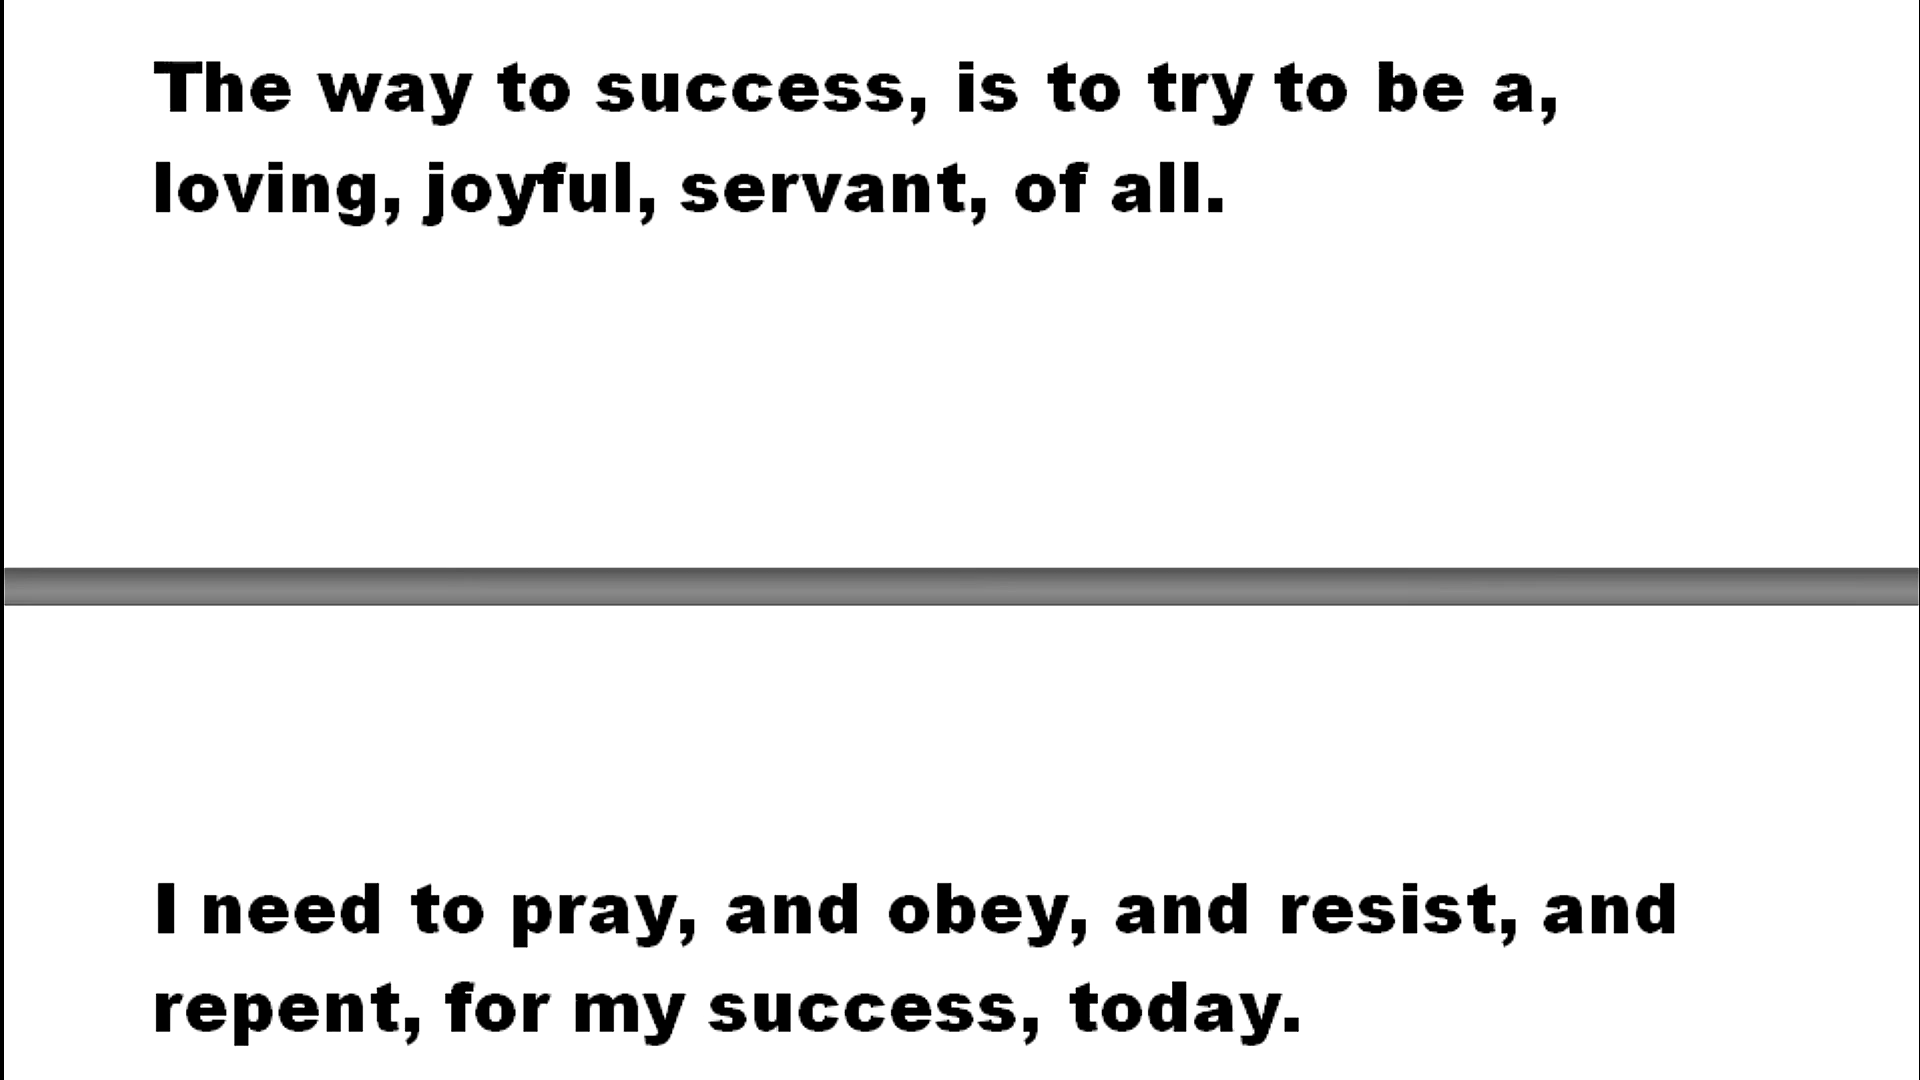 The way to success, is to try to be a,
loving, joyful, servant, of all.
I need to pray, and obey, and resist, and
repent, for my success, today.